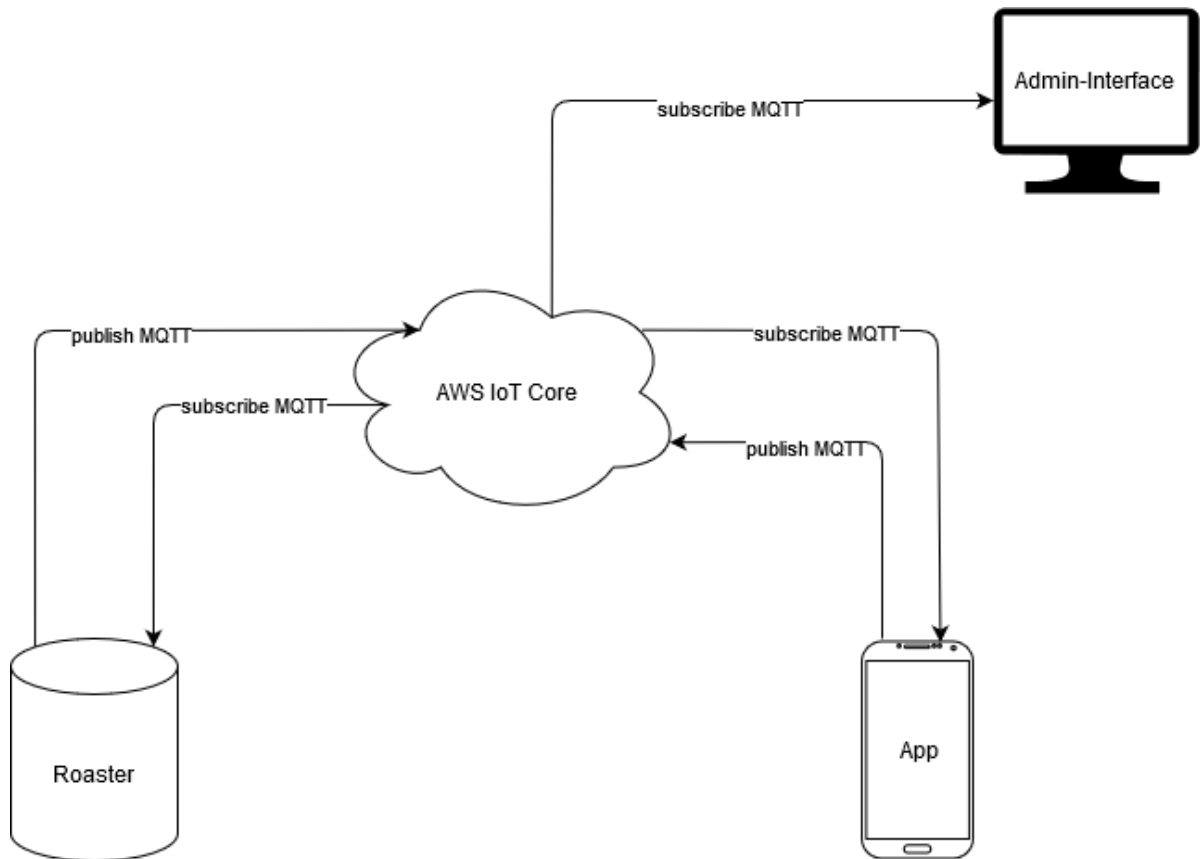 Admin-Interface
subscribe MQTT
publish MQTT
subscribe MQTT
AWS IoT Core
subscribe MQTT
publish MQTT
Roaster
App